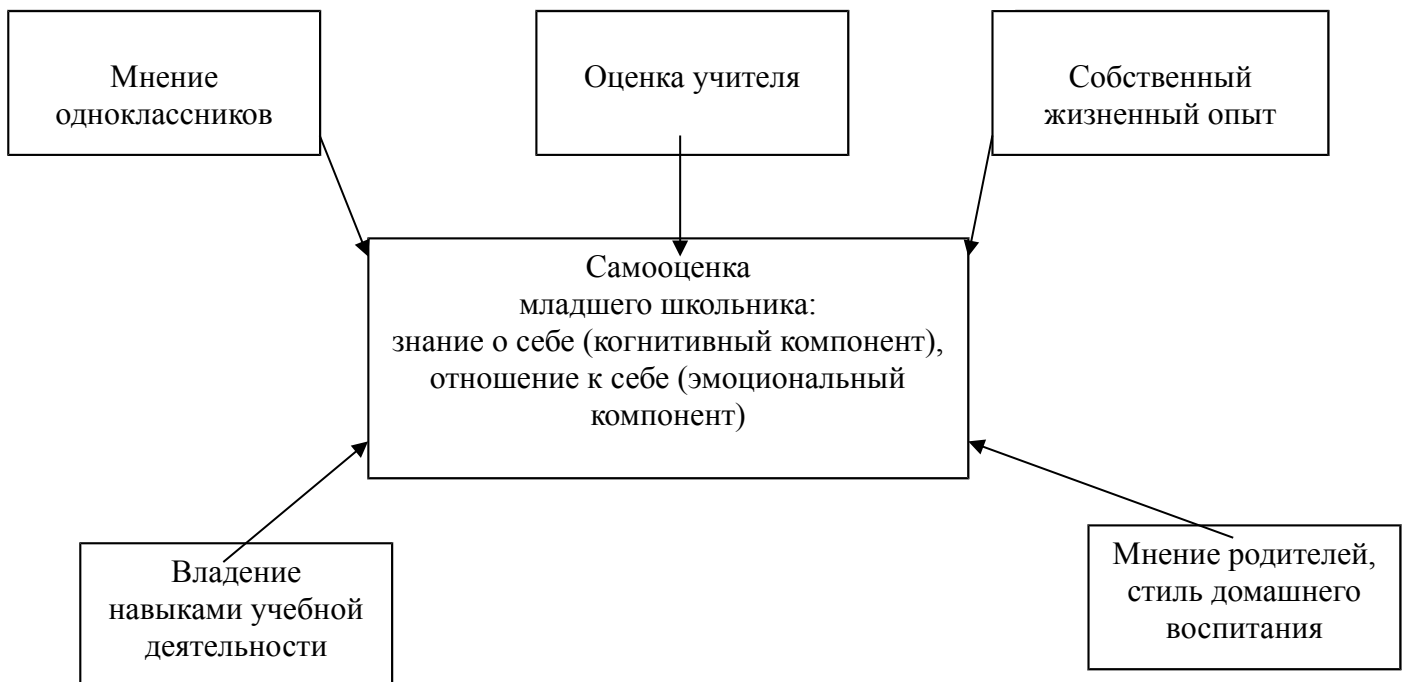 Мнение
одноклассников
Оценка учителя
Собственный
жизненный опыт
Самооценка
младшего школьника:
знание о себе (когнитивный компонент),
отношение к себе (эмоциональный
компонент)
Владение
навыками учебной
деятельности
Мнение родителей,
стиль домашнего
воспитания